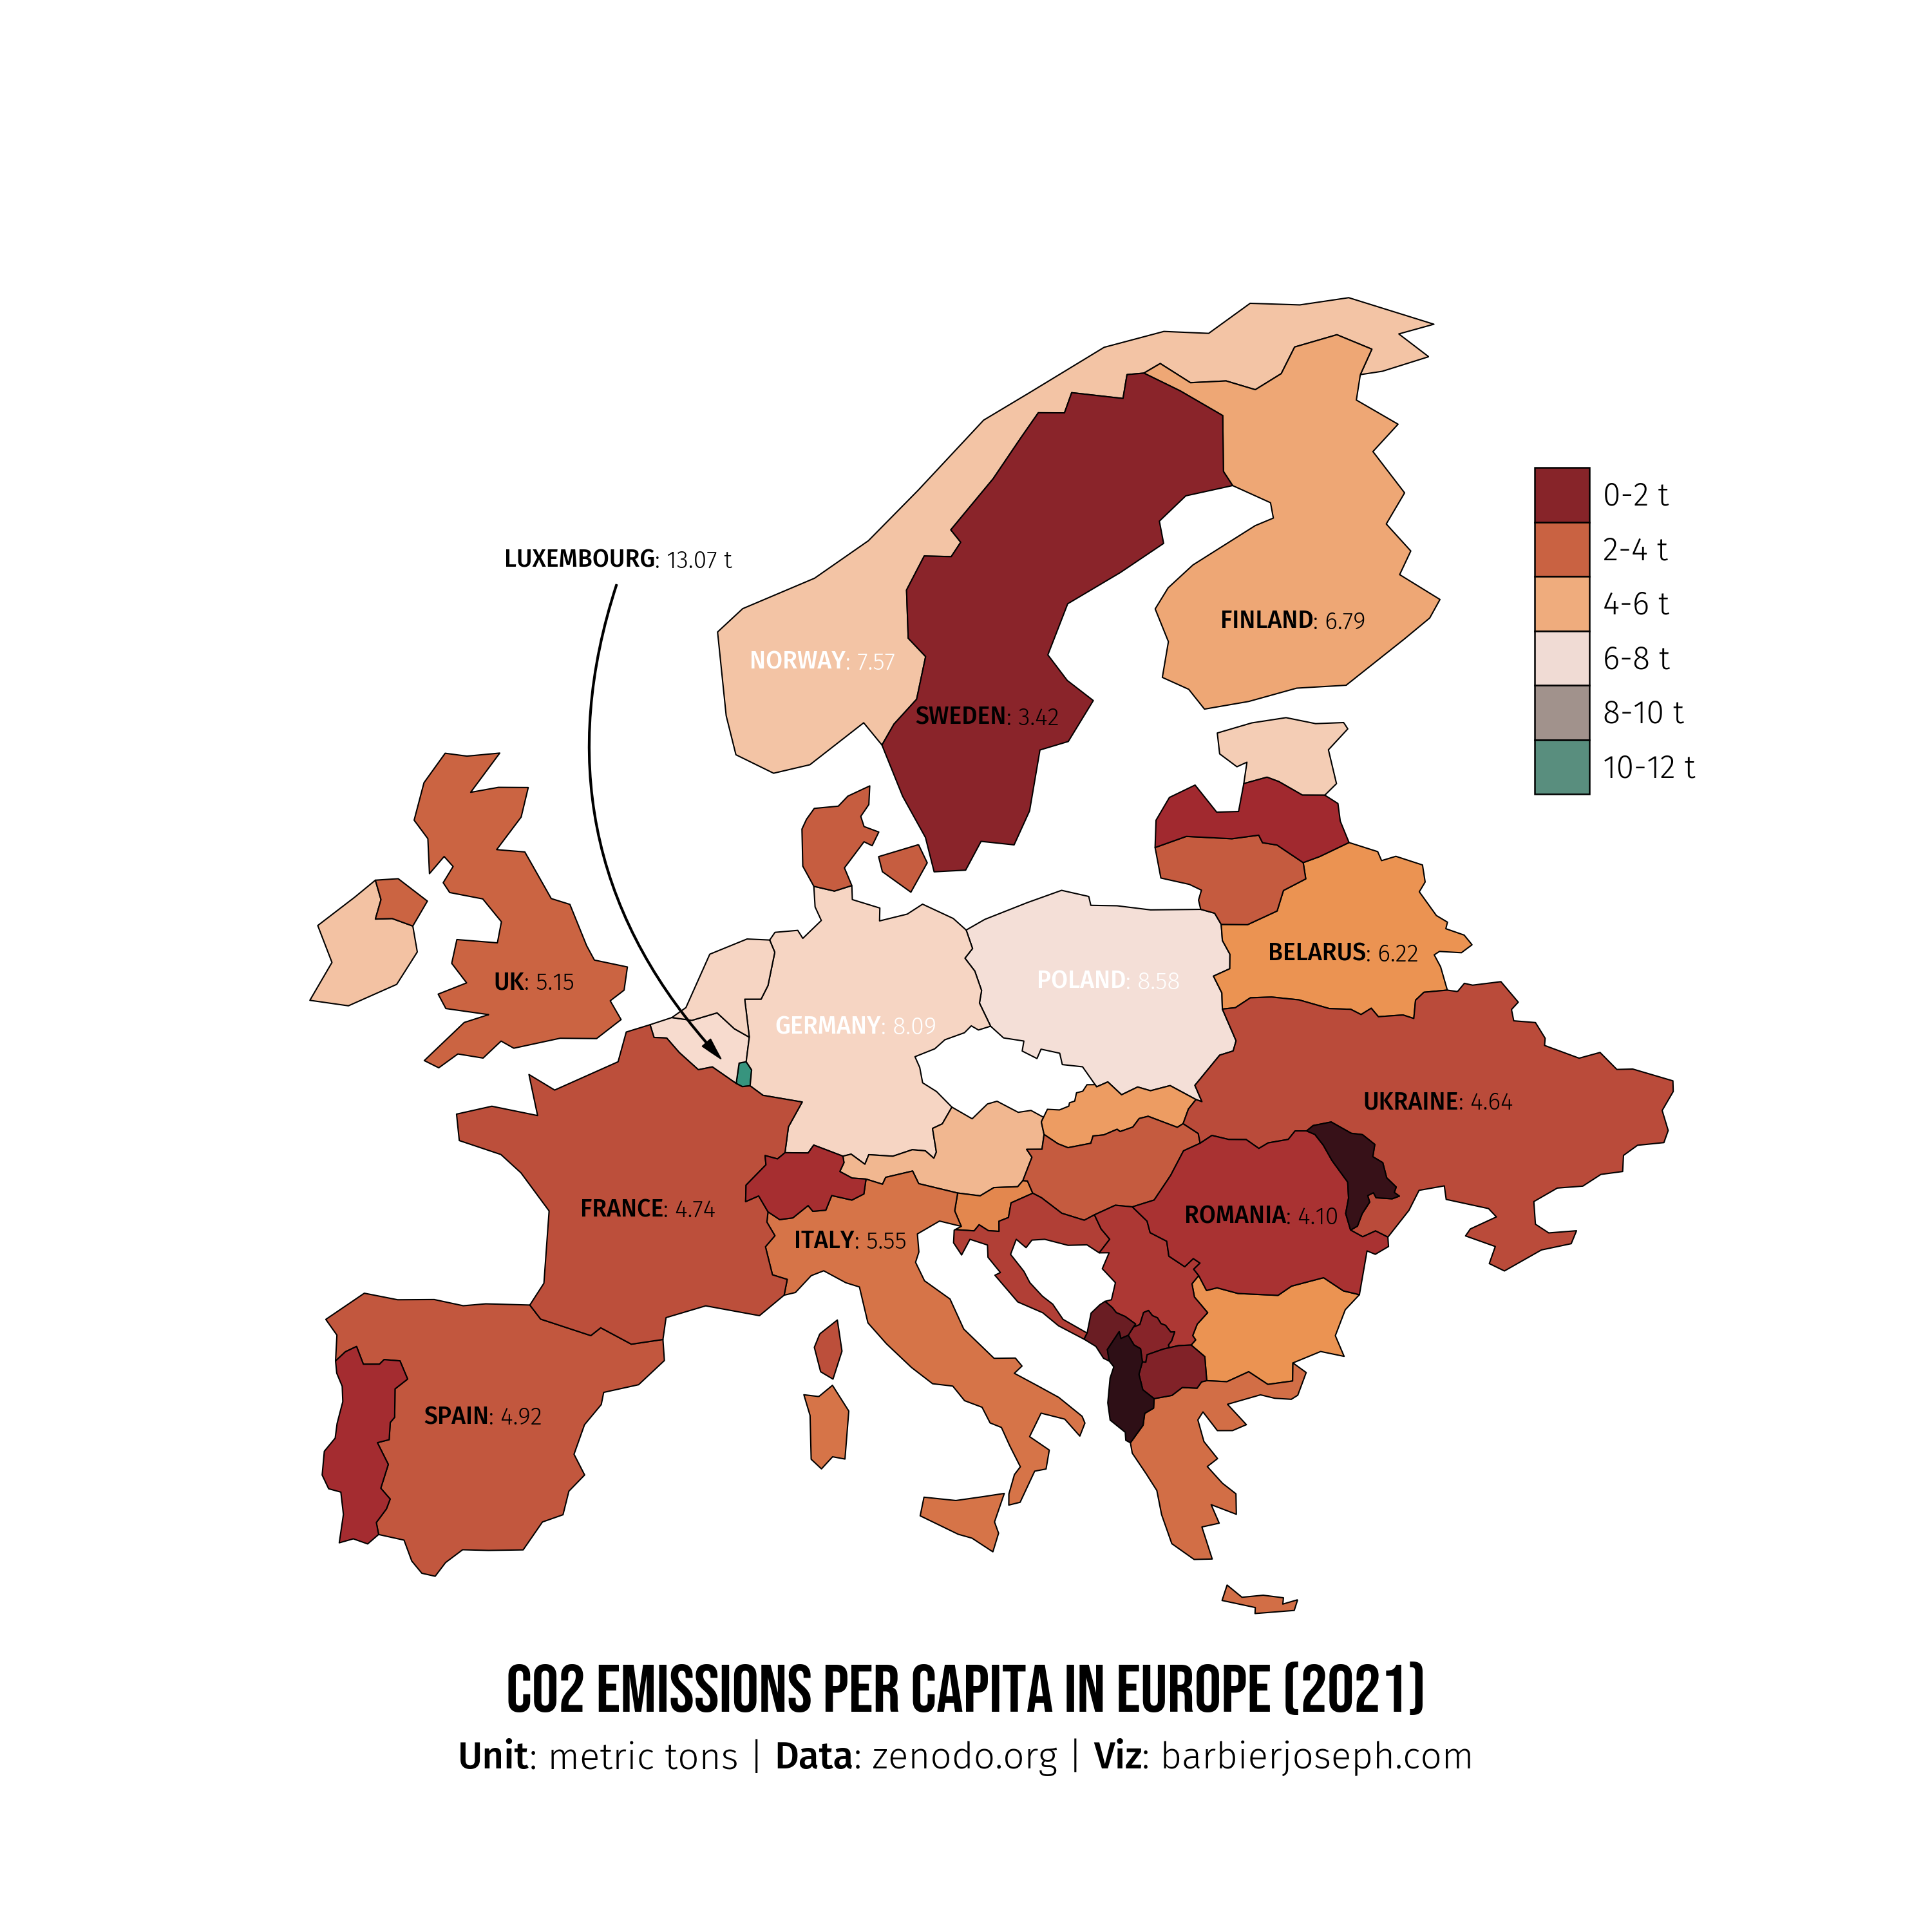 0-2 t
2-4 t
LUXEMBOURG: 13.07 t
4-6 t
FINLAND: 6.79
6-8 t
NORWAY: 7.57
8-10 t
SWEDEN: 3.42
10-12 t
BELARUS: 6.22
UK: 5.15
POLAND: 8.58
GERMANY: 8.09
UKRAINE: 4.64
FRANCE: 4.74
ROMANIA: 4.10
ITALY: 5.55
SPAIN: 4.92
CO2 EMISSIONS PER CAPITA IN EUROPE (2021)
Unit: metric tons | Data: zenodo.org | Viz: barbierjoseph.com